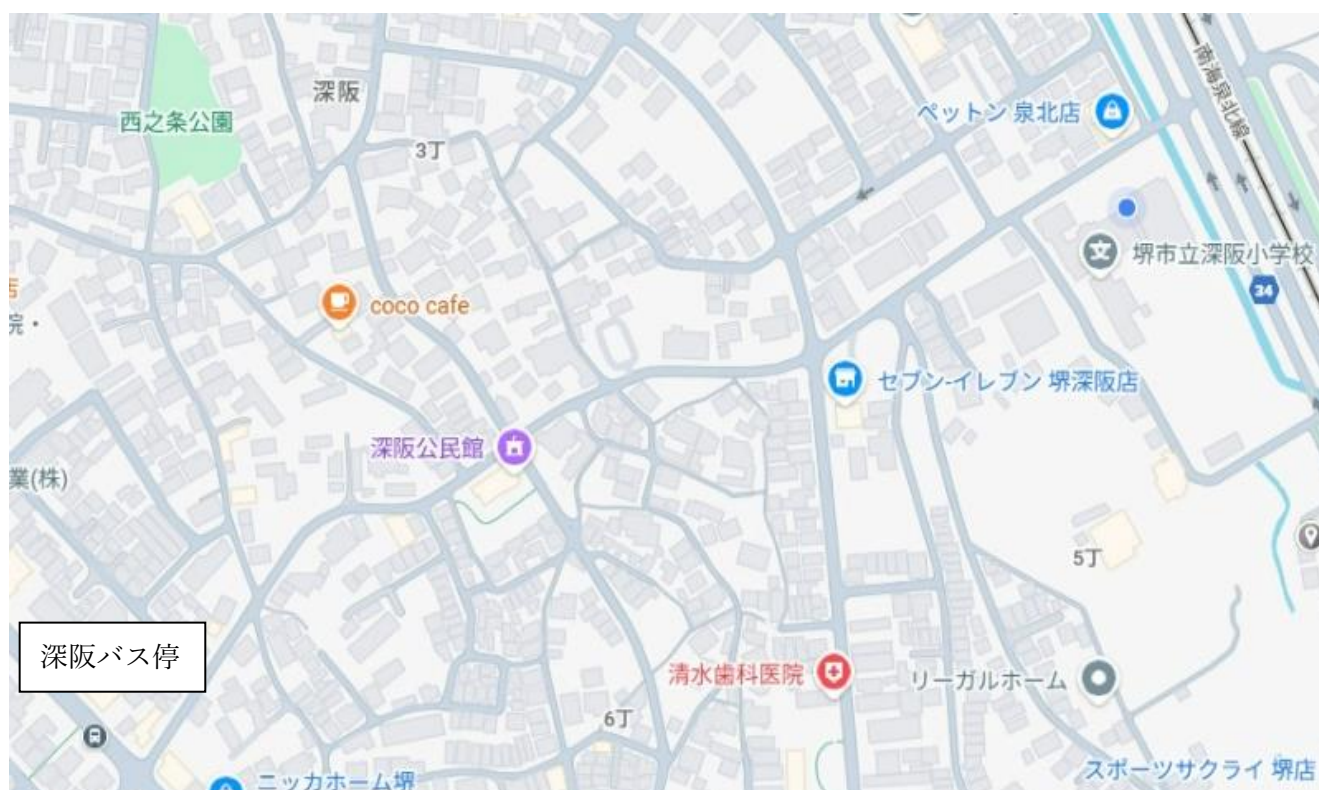 深阪
南海泉北線
西之条公園
ペットン 泉北店
3丁
堺市立深阪小学校
34
coco cafe
セブン-イレブン 堺深阪店
深阪公民館
業(株)
5丁
深阪バス停
清水歯科医院
リーガルホーム
6丁
スポーツサクライ 堺店
ニッカホーム堺